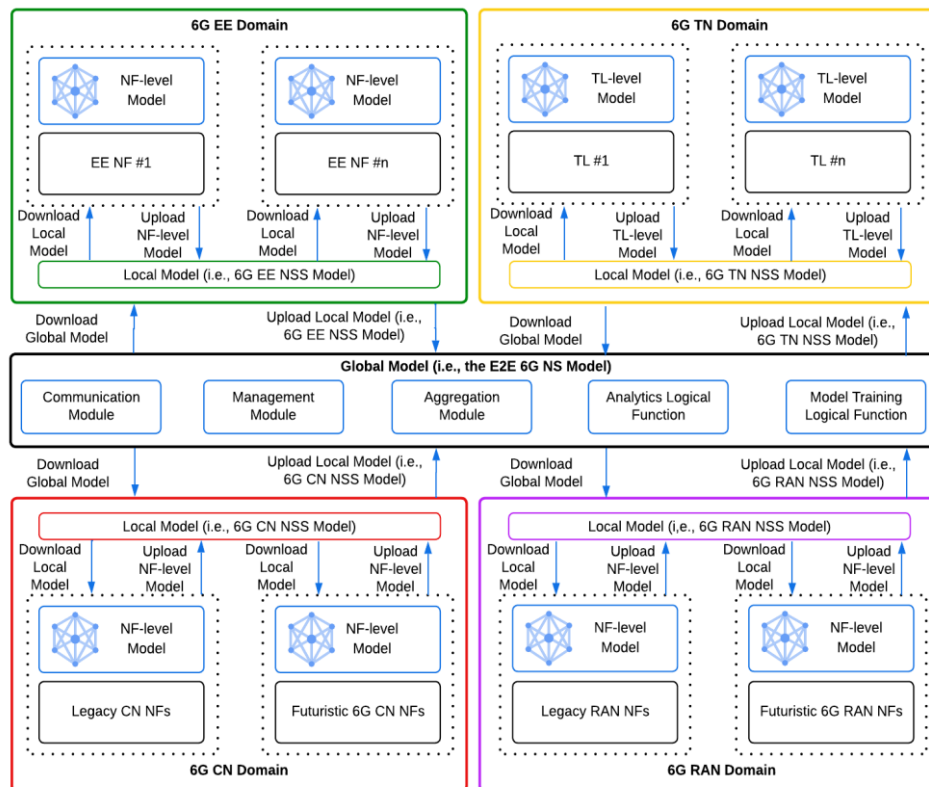 6G EE Domain
NF-level
Model
NF-level
Model
EE NF #1
EE NF #n
Download
Local
Model
Upload
NF-level
Model
Download
Local
Model
Upload
NF-level
Model
Local Model (i.e., 6G EE NSS Model)
6G TN Domain
TL-level
Model
TL-level
Model
TL #1
TL #n
Download
Local
Model
Upload
TL-level
Model
Download
Local
Model
Upload
TL-level
Model
Local Model (i.e., 6G TN NSS Model)
Download
Global Model
Upload Local Model (i.e.,
6G EE NSS Model)
Download
Global Model
Upload Local Model (i.e.,
6G TN NSS Model)
Global Model (i.e., the E2E 6G NS Model)
Communication
Module
Management
Module
Aggregation
Module
Analytics Logical
Function
Model Training
Logical Function
Download
Global Model
Upload Local Model (i.e.,
6G CN NSS Model)
Download
Global Model
Upload Local Model (i.e.,
6G RAN NSS Model)
Local Model (i.e., 6G CN NSS Model)
Download
Local
Model
Upload
NF-level
Model
Download
Local
Model
Upload
NF-level
Model
NF-level
Model
NF-level
Model
Legacy CN NFs
Futuristic 6G CN NFs
6G CN Domain
Local Model (i,e., 6G RAN NSS Model)
Download
Local
Model
Upload
NF-level
Model
Download
Local
Model
Upload
NF-level
Model
NF-level
Model
NF-level
Model
Legacy RAN NFs
Futuristic 6G RAN NFs
6G RAN Domain